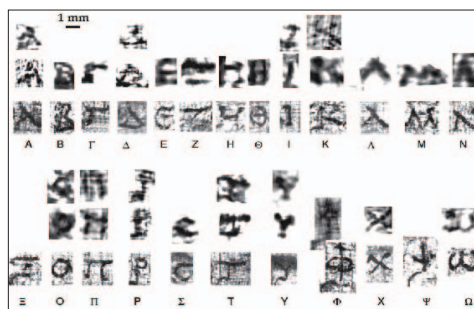 1 mm
Α Β Γ Δ Ε Ζ Η Θ Ι Κ Λ Μ Ν
Ξ Ο Π Ρ Σ Τ Υ Φ Χ Ψ Ω